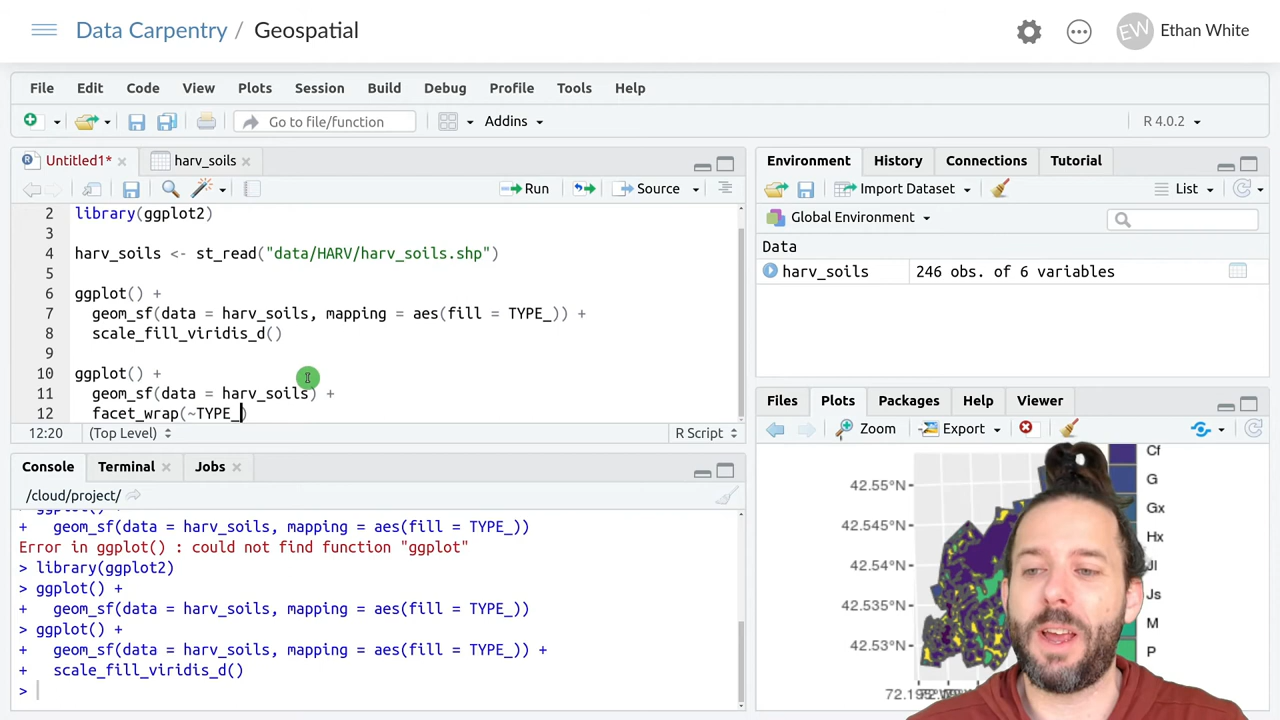 Data Carpentry / Geospatial
EW Ethan White
File Edit Code View Plots Session Build Debug Profile Tools Help
Go to file/function Addins R 4.0.2
Untitled1* harv_soils
Run Source
2 library(ggplot2)
3
4 harv_soils <- st_read("data/HARV/harv_soils.shp")
5
6 ggplot() +
7 geom_sf(data = harv_soils, mapping = aes(fill = TYPE_)) +
8 scale_fill_viridis_d()
9
10 ggplot() +
11 geom_sf(data = harv_soils) +
12 facet_wrap(~TYPE_)
12:20 (Top Level) R Script
Console Terminal Jobs
/cloud/project/
ggplot() +
+ geom_sf(data = harv_soils, mapping = aes(fill = TYPE_))
Error in ggplot() : could not find function "ggplot"
> library(ggplot2)
> ggplot() +
+ geom_sf(data = harv_soils, mapping = aes(fill = TYPE_))
> ggplot() +
+ geom_sf(data = harv_soils, mapping = aes(fill = TYPE_)) +
+ scale_fill_viridis_d()
>
Environment History Connections Tutorial
Import Dataset List
Global Environment
Data
harv_soils 246 obs. of 6 variables
Files Plots Packages Help Viewer
Zoom Export
42.55°N
42.545°N
42.54°N
42.535°N
42.53°N
Cf
G
Gx
Hx
Js
M
P